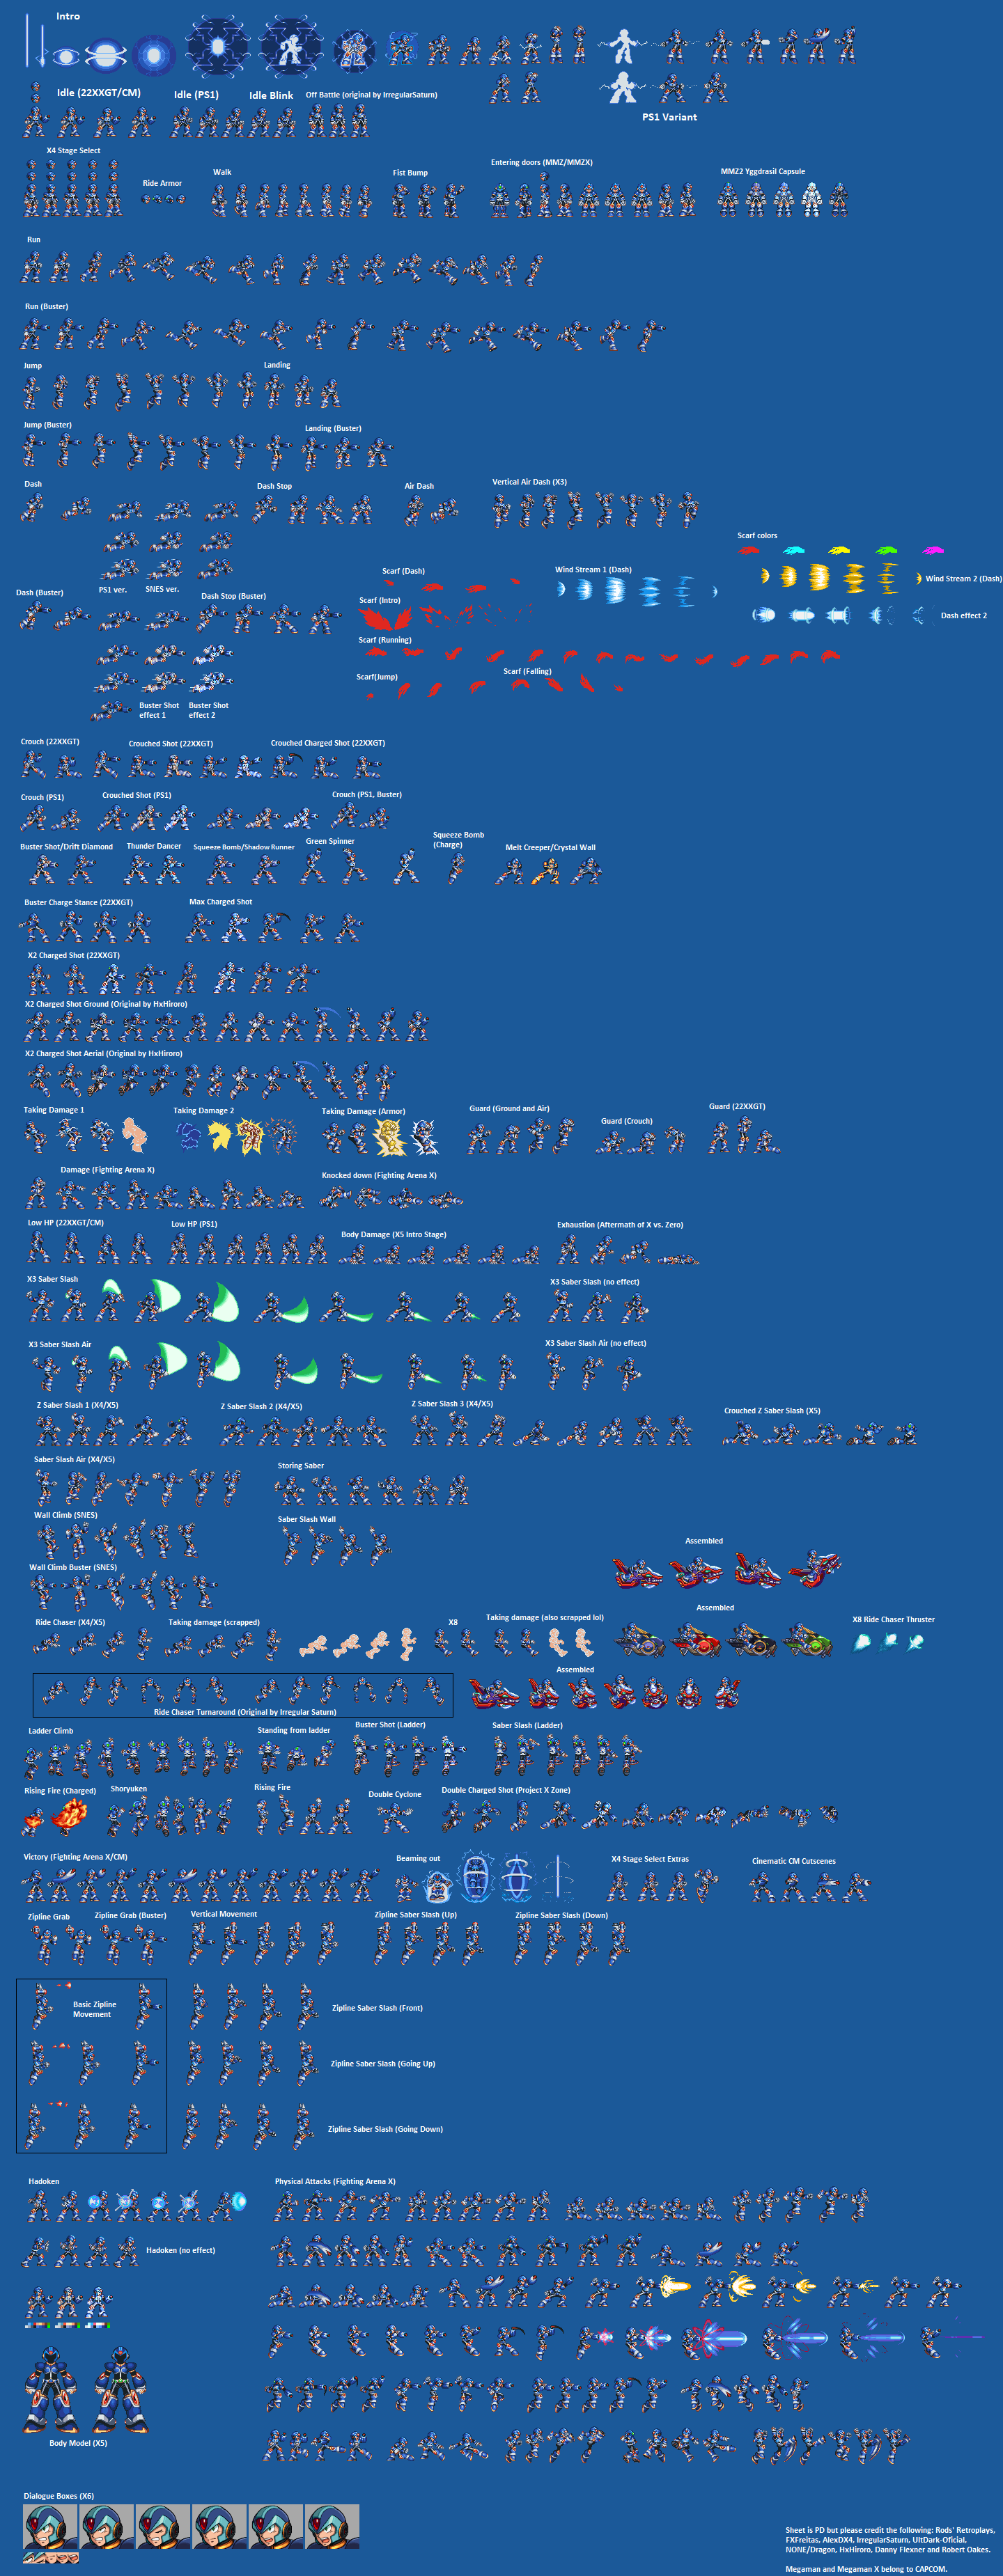 Intro
Idle (22XXGT/CM)
Idle (PS1)
Idle Blink
Off Battle (original by IrregularSaturn)
PS1 Variant
X4 Stage Select
Ride Armor
Walk
Fist Bump
Entering doors (MMZ/MMZX)
MMZ2 Yggdrasil Capsule
Run
Run (Buster)
Jump
Landing
Jump (Buster)
Landing (Buster)
Dash
Dash Stop
Air Dash
Vertical Air Dash (X3)
Scarf colors
Scarf (Dash)
Wind Stream 1 (Dash)
Wind Stream 2 (Dash)
Dash (Buster)
PS1 ver.
SNES ver.
Dash Stop (Buster)
Scarf (Intro)
Dash effect 2
Scarf (Running)
Scarf(Jump)
Scarf (Falling)
Buster Shot
effect 1
Buster Shot
effect 2
Crouch (22XXGT)
Crouched Shot (22XXGT)
Crouched Charged Shot (22XXGT)
Crouch (PS1)
Crouched Shot (PS1)
Crouch (PS1, Buster)
Buster Shot/Drift Diamond
Thunder Dancer
Squeeze Bomb/Shadow Runner
Green Spinner
Squeeze Bomb
(Charge)
Melt Creeper/Crystal Wall
Buster Charge Stance (22XXGT)
Max Charged Shot
X2 Charged Shot (22XXGT)
X2 Charged Shot Ground (Original by HxHiroro)
X2 Charged Shot Aerial (Original by HxHiroro)
Taking Damage 1
Taking Damage 2
Taking Damage (Armor)
Guard (Ground and Air)
Guard (Crouch)
Guard (22XXGT)
Damage (Fighting Arena X)
Knocked down (Fighting Arena X)
Low HP (22XXGT/CM)
Low HP (PS1)
Body Damage (X5 Intro Stage)
Exhaustion (Aftermath of X vs. Zero)
X3 Saber Slash
X3 Saber Slash (no effect)
X3 Saber Slash Air
X3 Saber Slash Air (no effect)
Z Saber Slash 1 (X4/X5)
Z Saber Slash 2 (X4/X5)
Z Saber Slash 3 (X4/X5)
Crouched Z Saber Slash (X5)
Saber Slash Air (X4/X5)
Storing Saber
Wall Climb (SNES)
Saber Slash Wall
Assembled
Wall Climb Buster (SNES)
Ride Chaser (X4/X5)
Taking damage (scrapped)
X8
Taking damage (also scrapped lol)
Assembled
X8 Ride Chaser Thruster
Assembled
Ride Chaser Turnaround (Original by Irregular Saturn)
Ladder Climb
Standing from ladder
Buster Shot (Ladder)
Saber Slash (Ladder)
Rising Fire (Charged)
Shoryuken
Rising Fire
Double Cyclone
Double Charged Shot (Project X Zone)
Victory (Fighting Arena X/CM)
Beaming out
X4 Stage Select Extras
Cinematic CM Cutscenes
Zipline Grab
Zipline Grab (Buster)
Vertical Movement
Zipline Saber Slash (Up)
Zipline Saber Slash (Down)
Basic Zipline
Movement
Zipline Saber Slash (Front)
Zipline Saber Slash (Going Up)
Zipline Saber Slash (Going Down)
Hadoken
Physical Attacks (Fighting Arena X)
Hadoken (no effect)
Body Model (X5)
Dialogue Boxes (X6)
Sheet is PD but please credit the following: Rods' Retroplays,
FXFreitas, AlexDX4, IrregularSaturn, UltDark-Oficial,
NONE/Dragon, HxHiroro, Danny Flexner and Robert Oakes.
Megaman and Megaman X belong to CAPCOM.